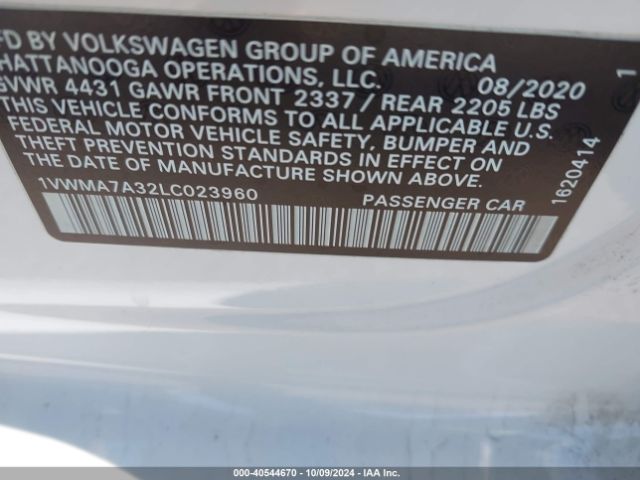 MFD BY VOLKSWAGEN GROUP OF AMERICA
CHATTANOOGA OPERATIONS, LLC. 08/2020
GVWR 4431 GAWR FRONT 2337 / REAR 2205 LBS
THIS VEHICLE CONFORMS TO ALL APPLICABLE U.S.
FEDERAL MOTOR VEHICLE SAFETY, BUMPER AND
THEFT PREVENTION STANDARDS IN EFFECT ON
THE DATE OF MANUFACTURE SHOWN ABOVE.
1VWMA7A32LC023960 PASSENGER CAR
1620414
1
000-40544670 - 10/09/2024 - IAA Inc.